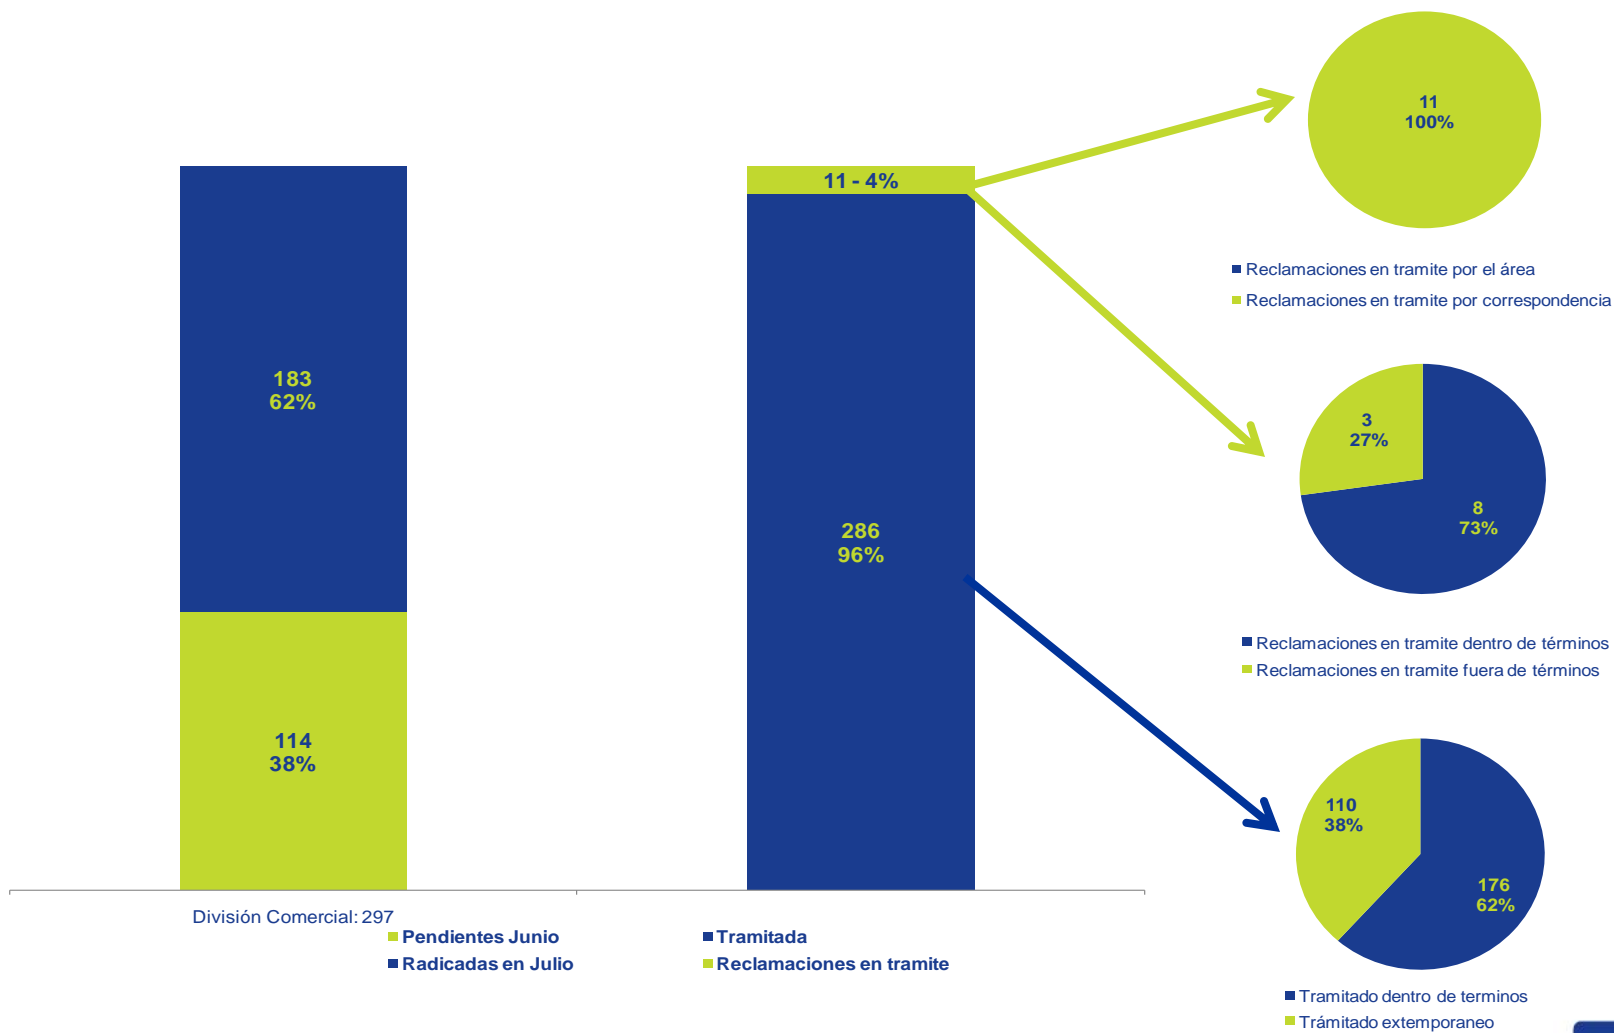 11
100%
11 - 4%
Reclamaciones en tramite por el área
Reclamaciones en tramite por correspondencia
183
62%
3
27%
8
73%
286
96%
Reclamaciones en tramite dentro de términos
Reclamaciones en tramite fuera de términos
114
38%
110
38%
176
62%
División Comercial: 297
Pendientes Junio
Tramitada
Radicadas en Julio
Reclamaciones en tramite
Tramitado dentro de terminos
Trámitado extemporaneo